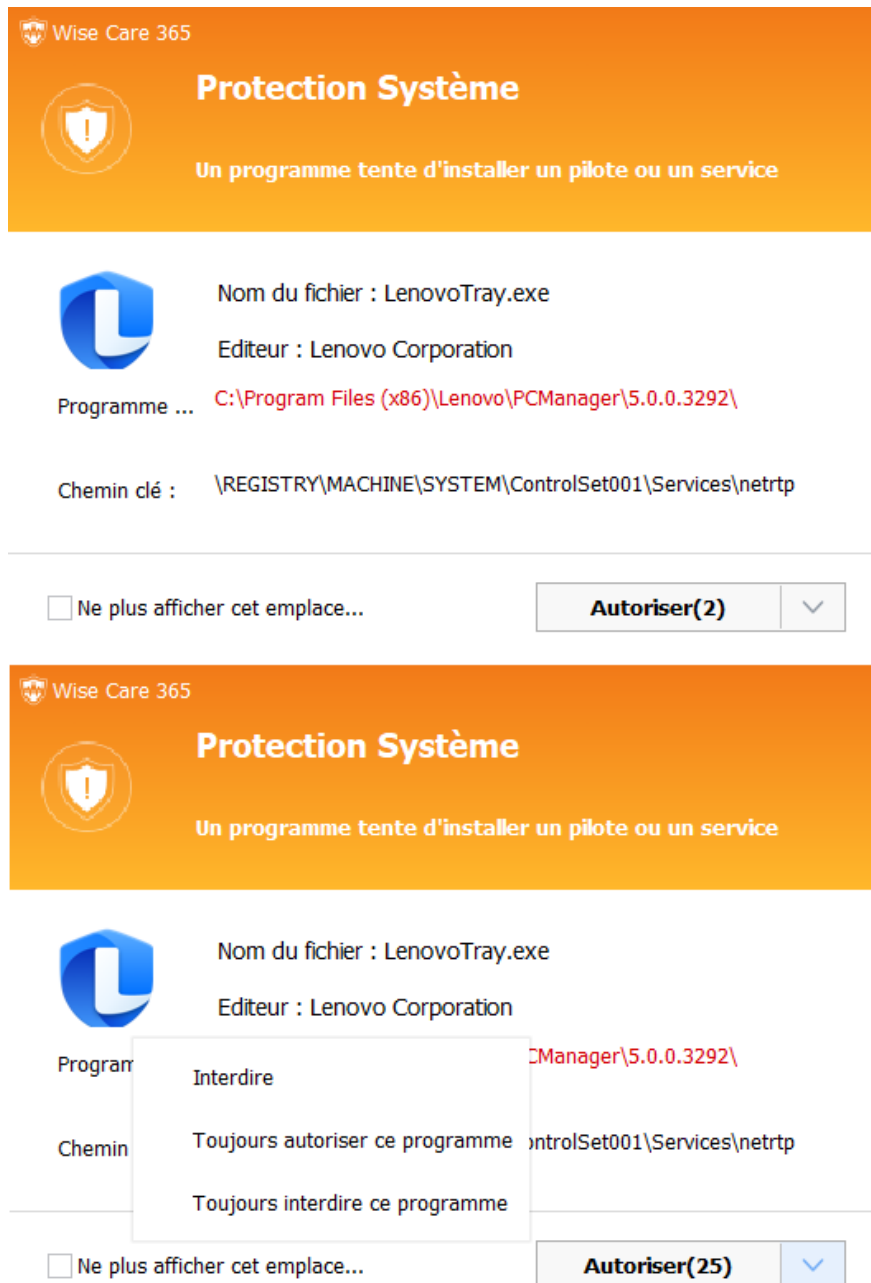 Wise Care 365
Protection Système
Un programme tente d'installer un pilote ou un service
Nom du fichier : LenovoTray.exe
Editeur : Lenovo Corporation
Programme ... C:\Program Files (x86)\Lenovo\PCManager\5.0.0.3292\
Chemin clé : \REGISTRY\MACHINE\SYSTEM\ControlSet001\Services\netrtp
Ne plus afficher cet emplace... Autoriser(2)
Wise Care 365
Protection Système
Un programme tente d'installer un pilote ou un service
Nom du fichier : LenovoTray.exe
Editeur : Lenovo Corporation
Program CManager\5.0.0.3292\
Interdire
Toujours autoriser ce programme
Chemin ontrolSet001\Services\netrtp
Toujours interdire ce programme
Ne plus afficher cet emplace... Autoriser(25)